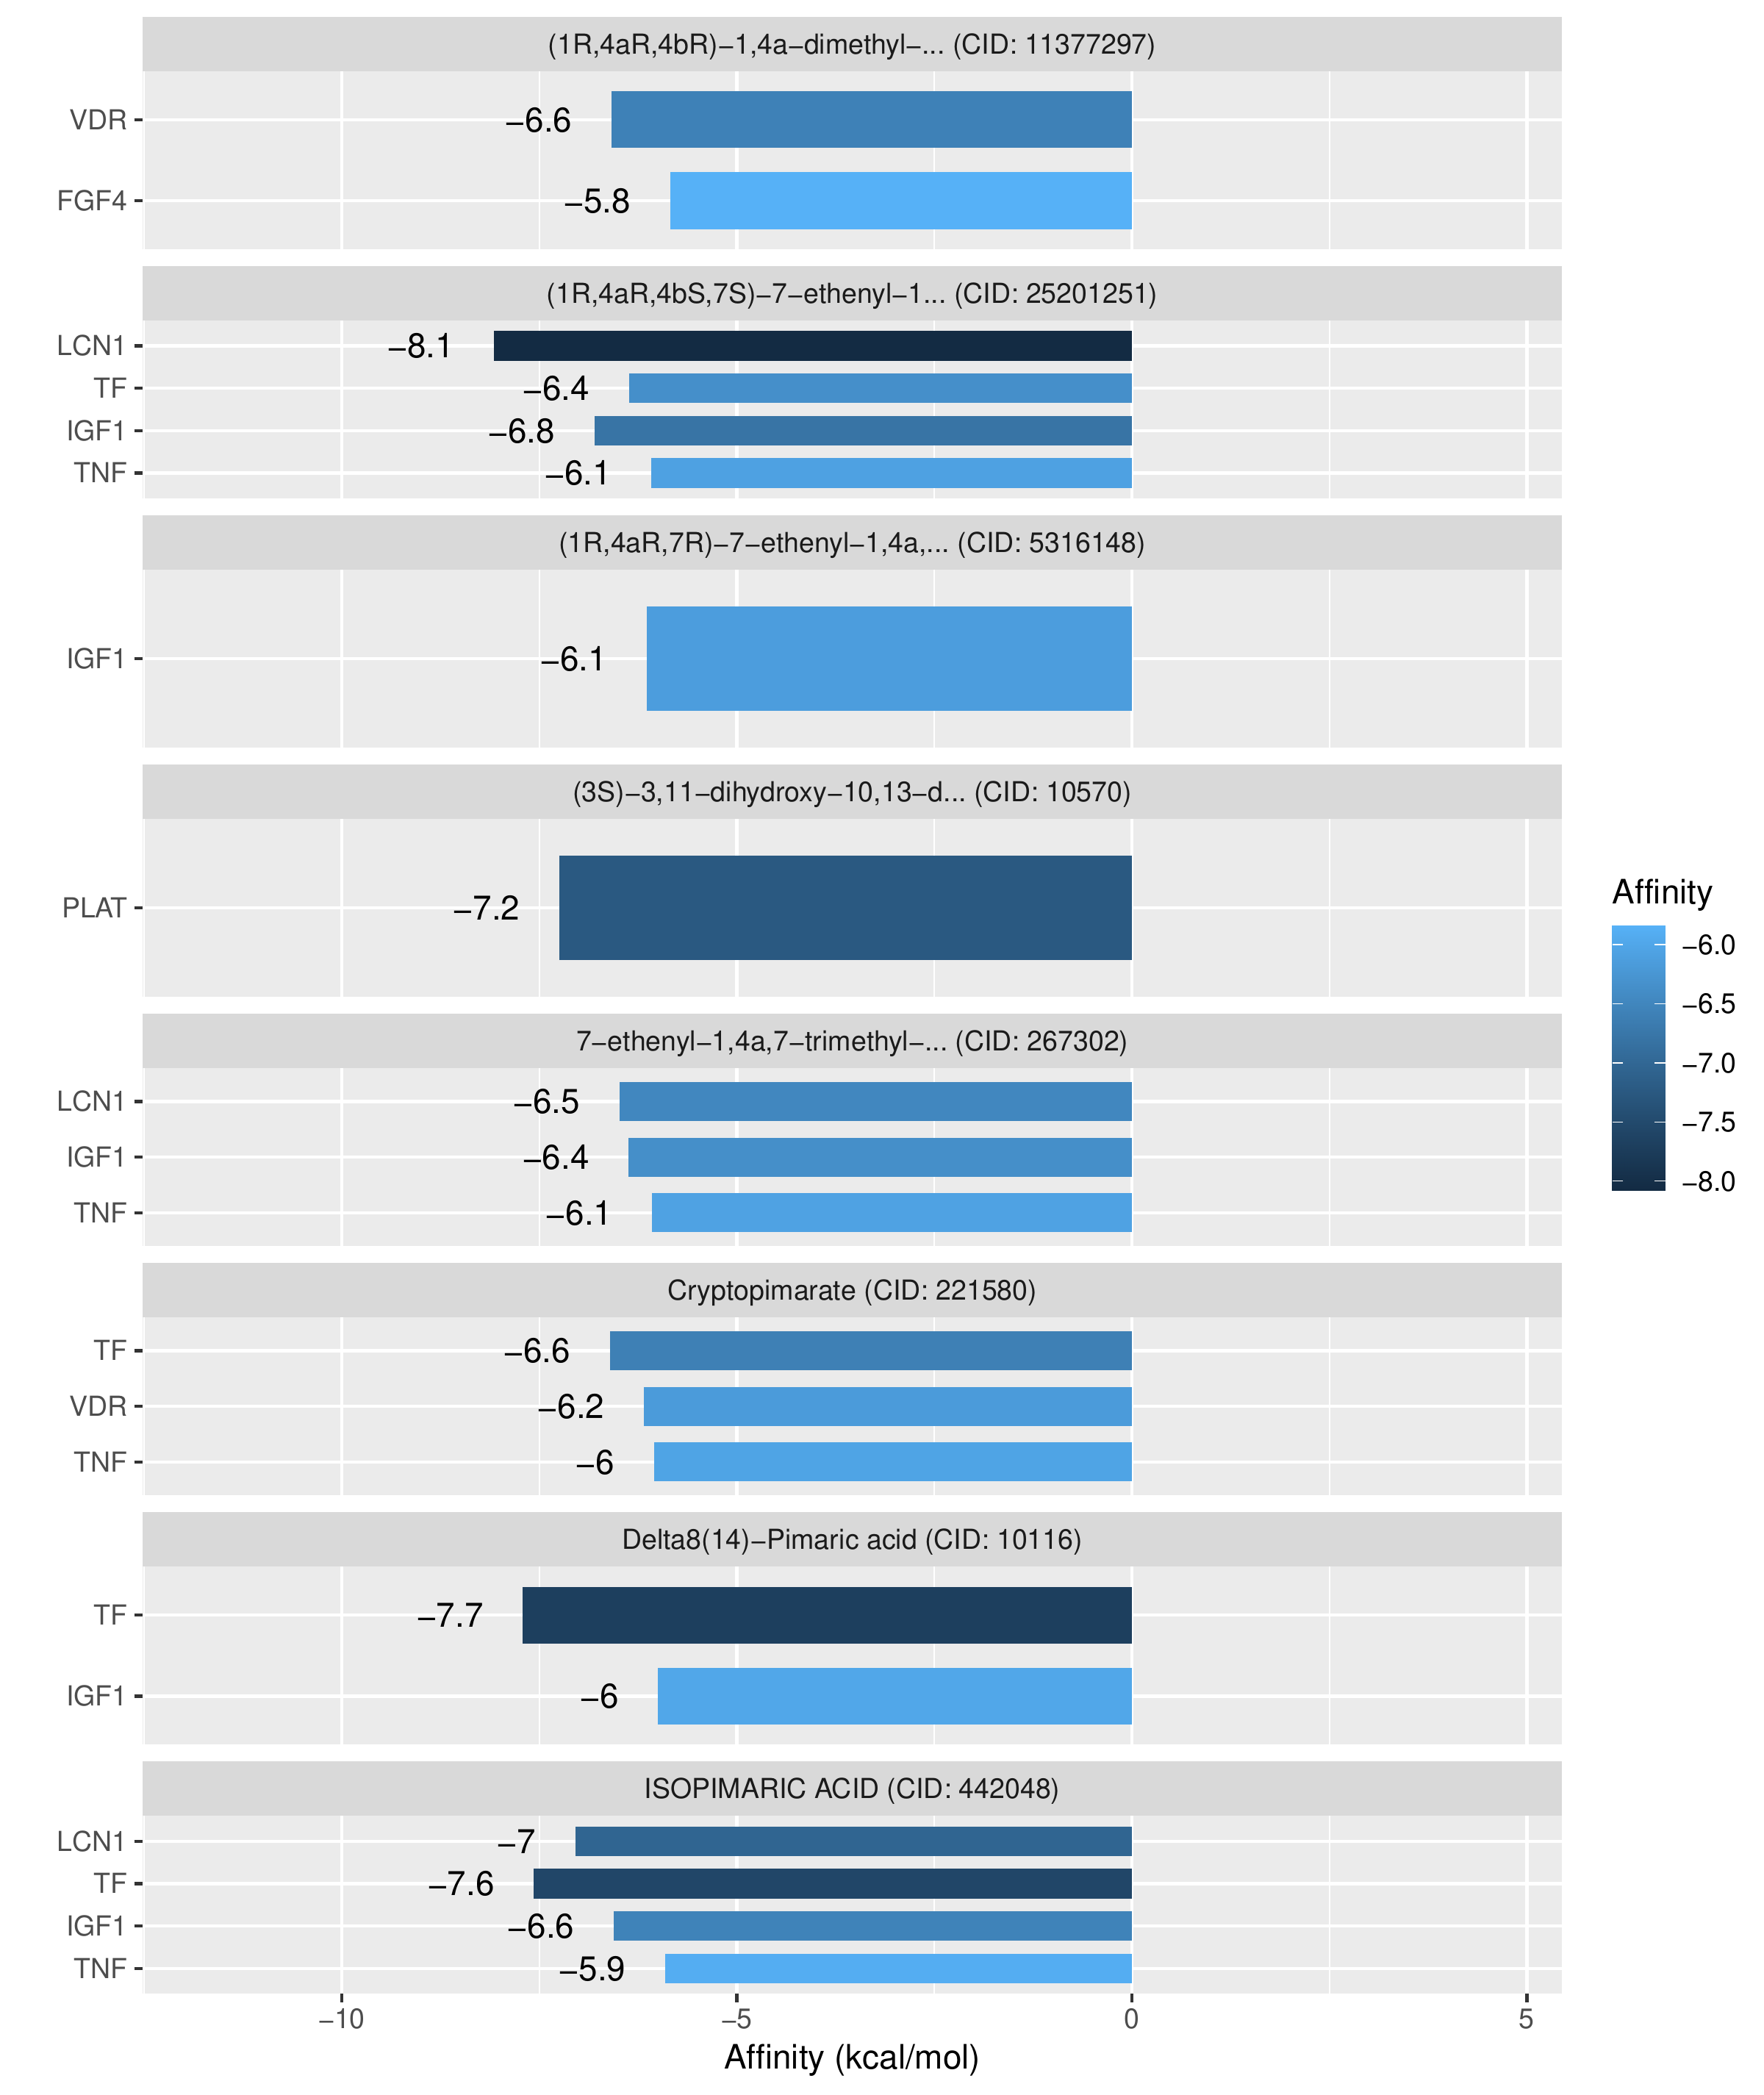 (1R,4aR,4bR)−1,4a−dimethyl−... (CID: 11377297)
VDR −6.6
FGF4 −5.8
(1R,4aR,4bS,7S)−7−ethenyl−1... (CID: 25201251)
LCN1 −8.1
TF −6.4
IGF1 −6.8
TNF −6.1
(1R,4aR,7R)−7−ethenyl−1,4a,... (CID: 5316148)
IGF1 −6.1
(3S)−3,11−dihydroxy−10,13−d... (CID: 10570)
PLAT −7.2
7−ethenyl−1,4a,7−trimethyl−... (CID: 267302)
LCN1 −6.5
IGF1 −6.4
TNF −6.1
Cryptopimarate (CID: 221580)
TF −6.6
VDR −6.2
TNF −6
Delta8(14)−Pimaric acid (CID: 10116)
TF −7.7
IGF1 −6
ISOPIMARIC ACID (CID: 442048)
LCN1 −7
TF −7.6
IGF1 −6.6
TNF −5.9
−10 −5 0 5
Affinity (kcal/mol)
Affinity
−6.0
−6.5
−7.0
−7.5
−8.0